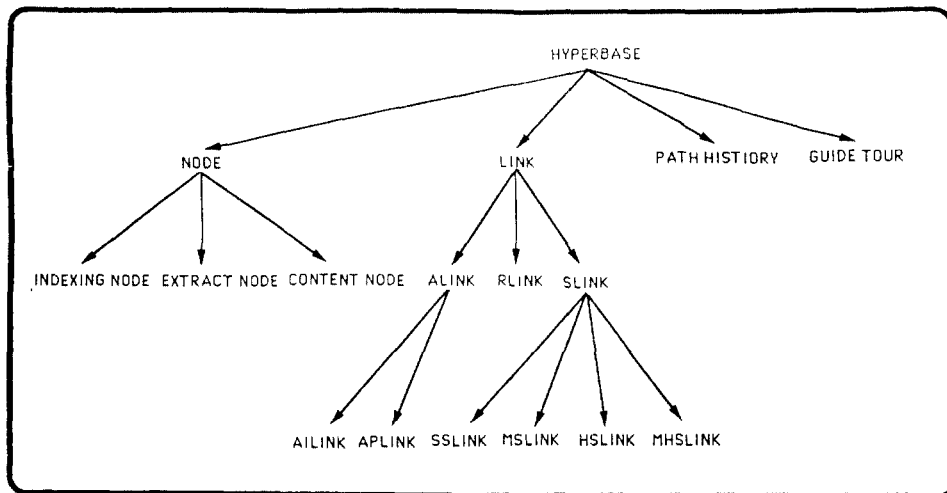 HYPERBASE
NODE LINK PATH HISTIORY GUIDE TOUR
INDEXING NODE EXTRACT NODE CONTENT NODE ALINK RLINK SLINK
AILINK APLINK SSLINK MSLINK HSLINK MHSLINK